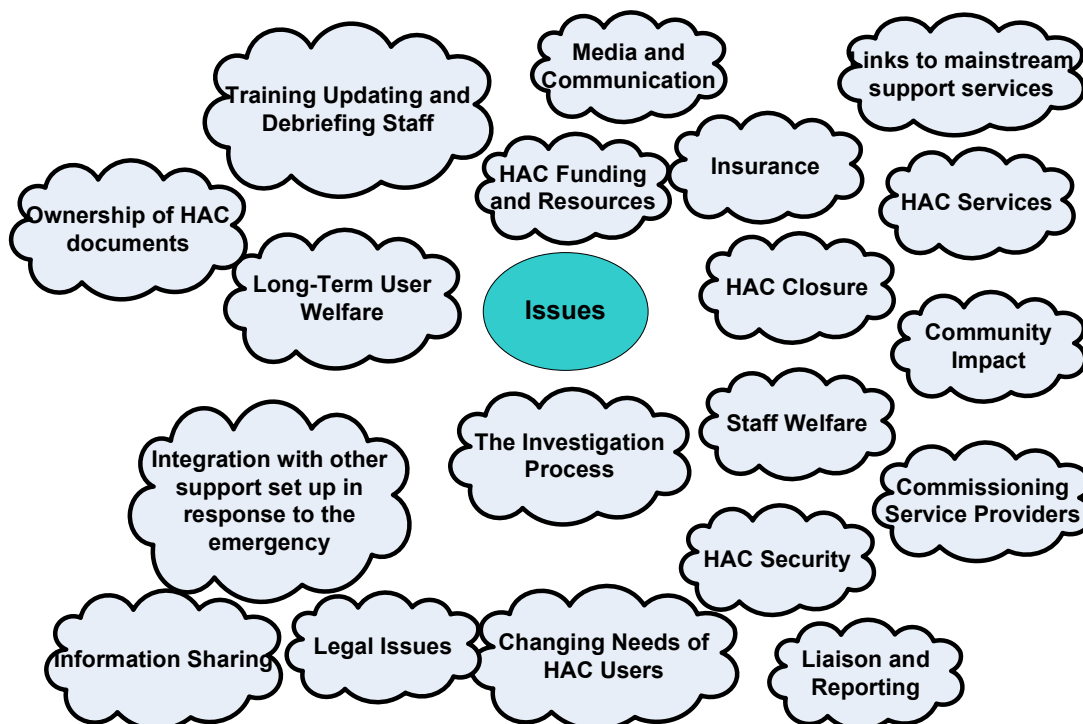 Media and
Communication
Links to mainstream
support services
Training Updating and
Debriefing Staff
HAC Funding
and Resources
Insurance
HAC Services
Ownership of HAC
documents
Long-Term User
Welfare
Issues
HAC Closure
Community
Impact
Staff Welfare
The Investigation
Process
Integration with other
support set up in
response to the
emergency
Commissioning
Service Providers
HAC Security
Information Sharing
Legal Issues
Changing Needs of
HAC Users
Liaison and
Reporting